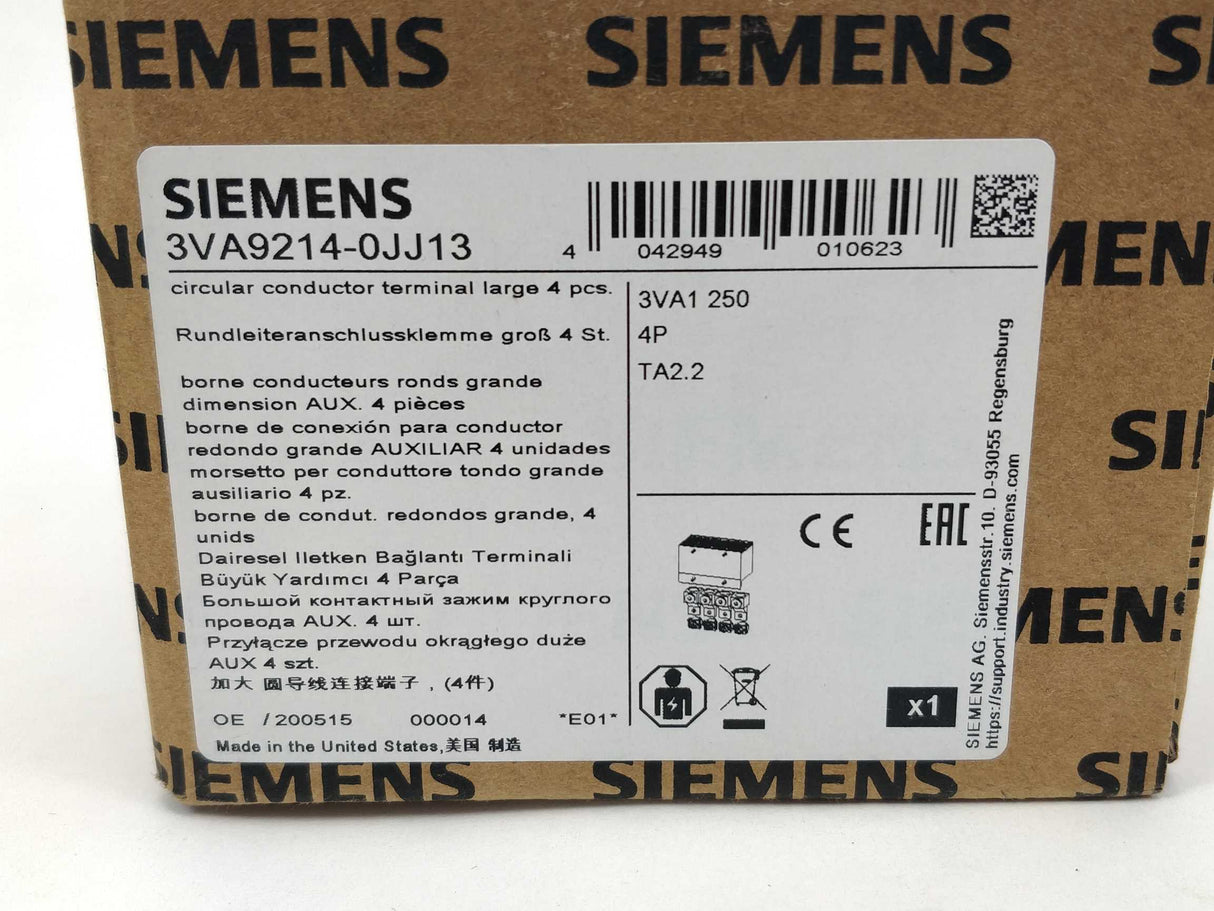 SIEMENS SIEMENS
SIEMENS
3VA9214-0JJ13
4 042949 010623
circular conductor terminal large 4 pcs.
Rundleiteranschlussklemme groß 4 St.
borne conducteurs ronds grande
dimension AUX. 4 pièces
borne de conexión para conductor
redondo grande AUXILIAR 4 unidades
morsetto per conduttore tondo grande
ausiliario 4 pz.
borne de condut. redondos grande, 4
unids
Dairesel Iletken Bağlantı Terminali
Büyük Yardımcı 4 Parça
Большой контактный зажим круглого
провода AUX. 4 шт.
Przyłącze przewodu okrągłego duże
AUX 4 szt.
加大 圆导线连接端子，(4件)
OE / 200515 000014 *E01*
Made in the United States,美国 制造
3VA1 250
4P
TA2.2
CE EAC
x1
SIEMENS AG. Siemensstr.10. D-93055 Regensburg
https://support.industry.siemens.com
SIEMENS SIEMENS